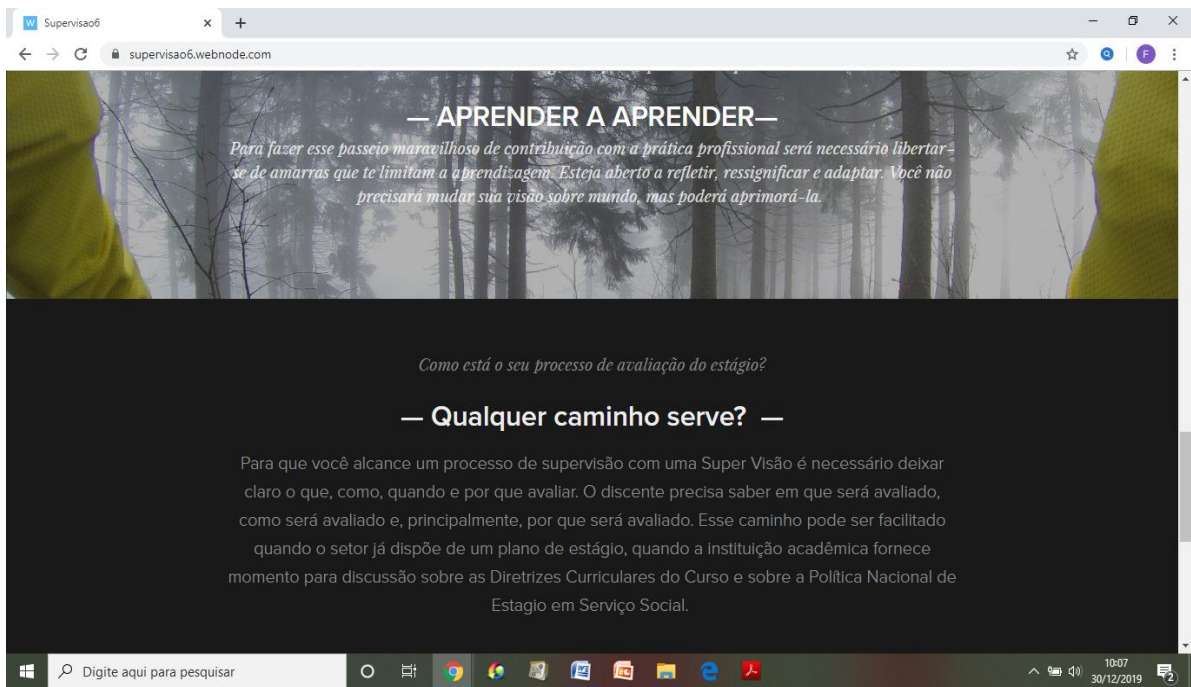 Supervisao6
supervisao6.webnode.com
F
— APRENDER A APRENDER—
Para fazer esse passeio maravilhoso de contribuição com a prática profissional será necessário libertar-
se de amarras que te limitam a aprendizagem. Esteja aberto a refletir, ressignificar e adaptar. Você não
precisará mudar sua visão sobre mundo, mas poderá aprimorá-la.
Como está o seu processo de avaliação do estágio?
— Qualquer caminho serve? —
Para que você alcance um processo de supervisão com uma Super Visão é necessário deixar
claro o que, como, quando e por que avaliar. O discente precisa saber em que será avaliado,
como será avaliado e, principalmente, por que será avaliado. Esse caminho pode ser facilitado
quando o setor já dispõe de um plano de estágio, quando a instituição acadêmica fornece
momento para discussão sobre as Diretrizes Curriculares do Curso e sobre a Política Nacional de
Estagio em Serviço Social.
Digite aqui para pesquisar
10:07
30/12/2019
2